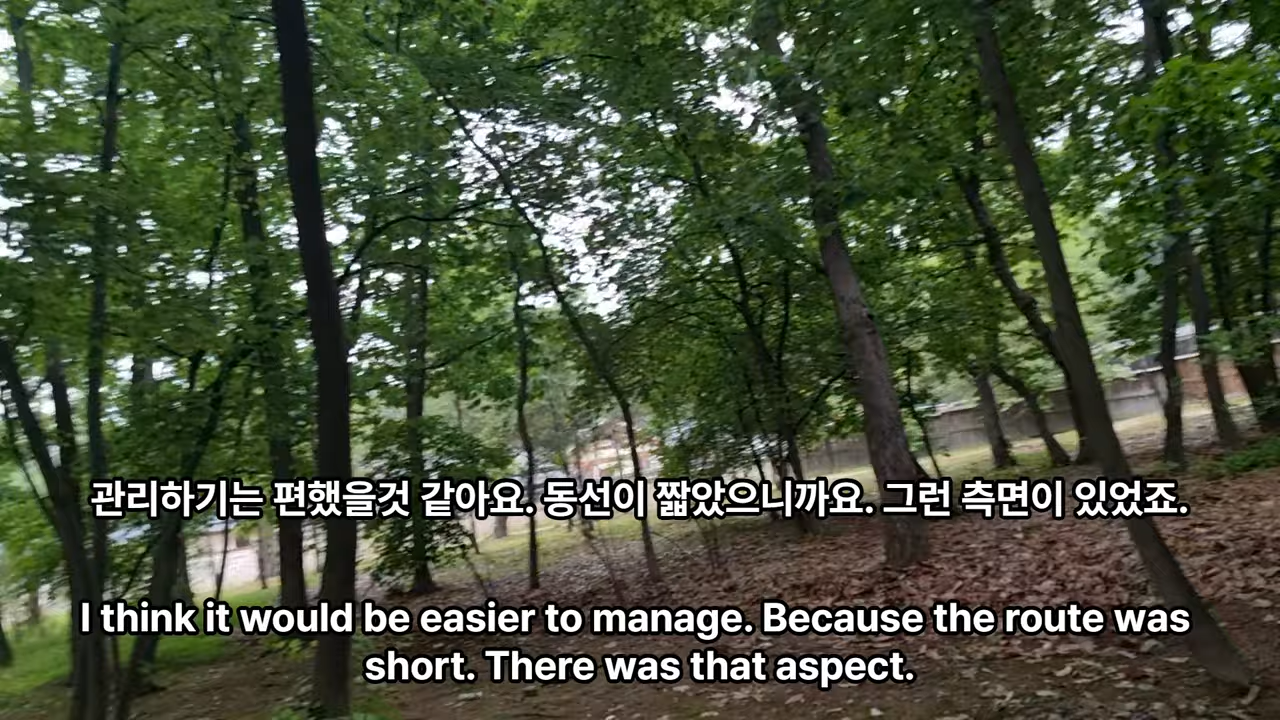 관리하기는 편했을것 같아요. 동선이 짧았으니까요. 그런 측면이 있었죠.
I think it would be easier to manage. Because the route was
short. There was that aspect.